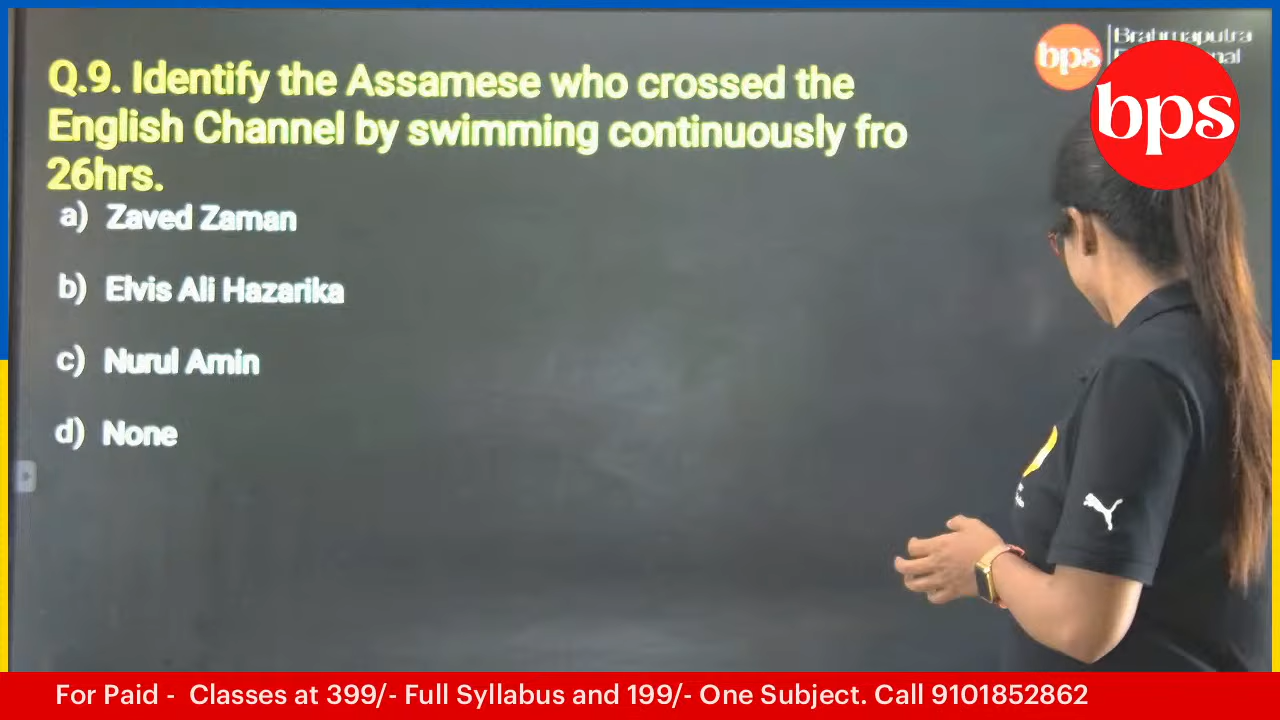 bps Brahmaputra
bps
Q.9. Identify the Assamese who crossed the
English Channel by swimming continuously fro
26hrs.
a) Zaved Zaman
b) Elvis Ali Hazarika
c) Nurul Amin
d) None
For Paid - Classes at 399/- Full Syllabus and 199/- One Subject. Call 9101852862